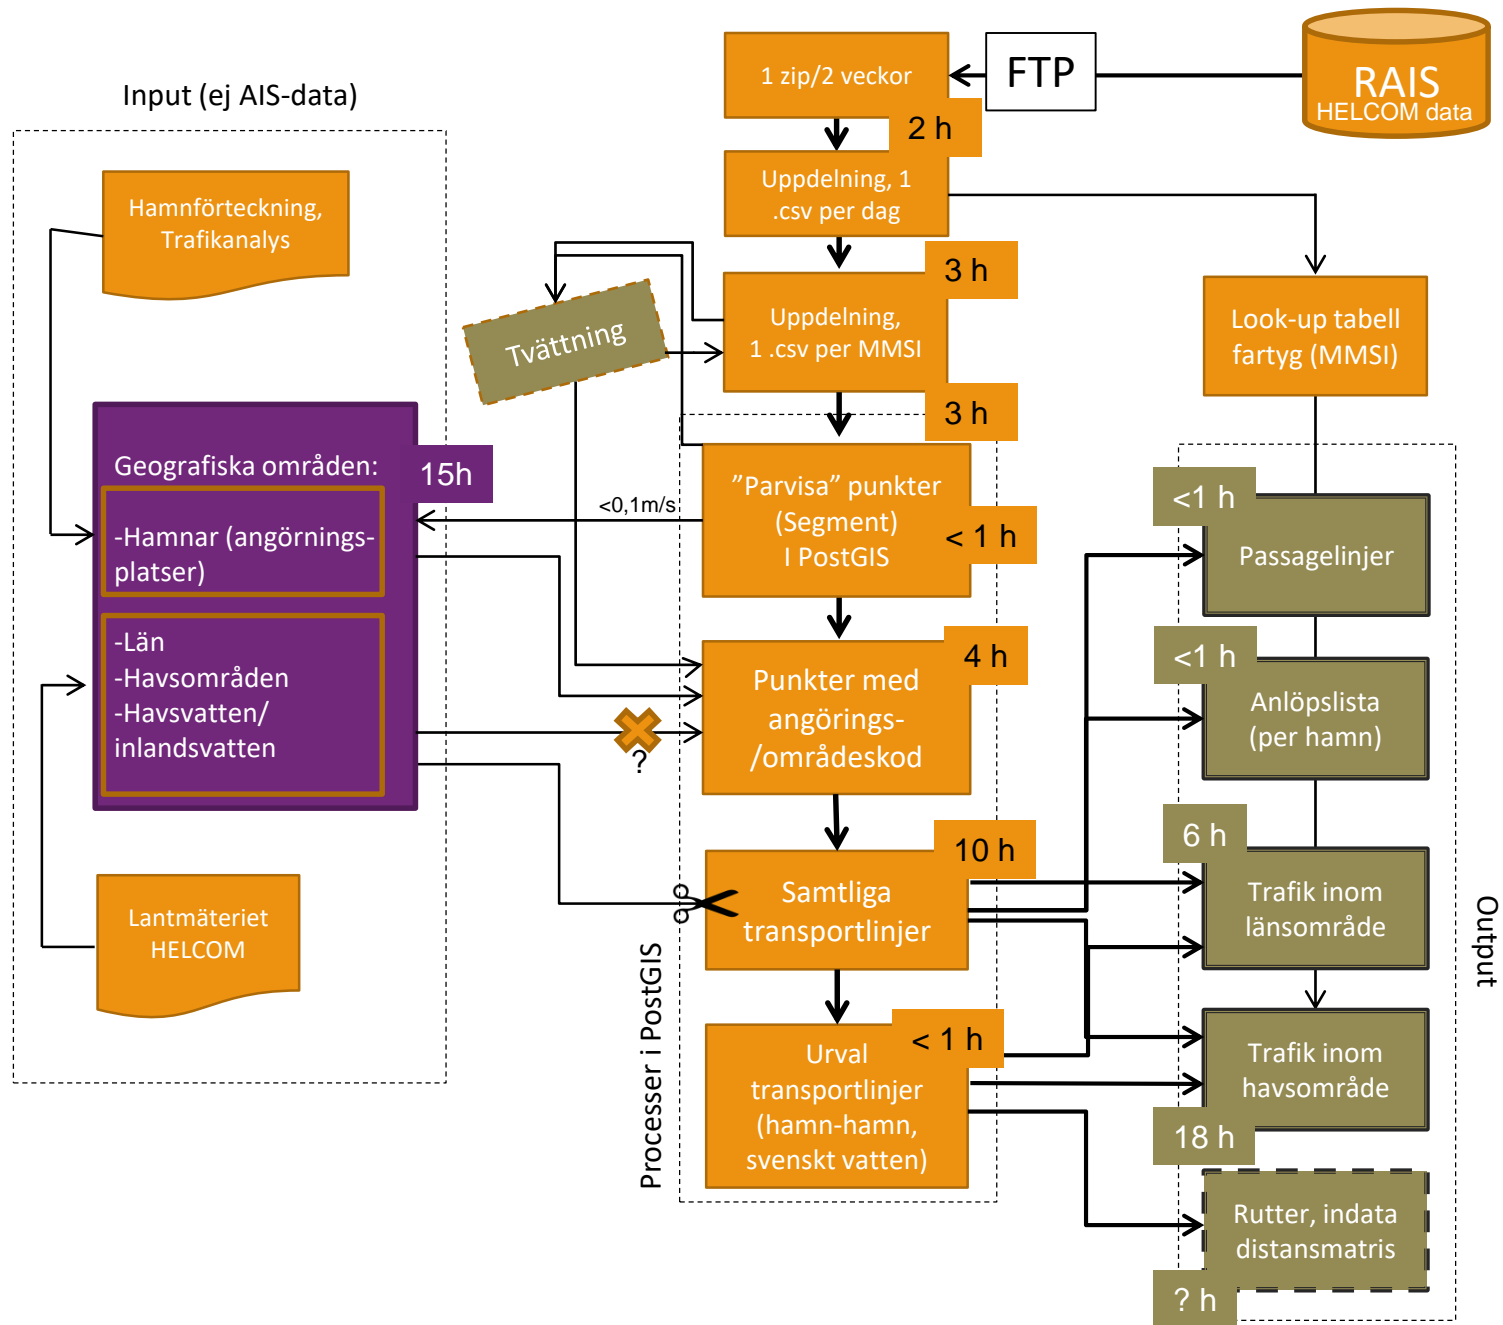 Input (ej AIS-data)
Hamnförteckning,
Trafikanalys
Geografiska områden:
15h
-Hamnar (angörnings-
platser)
-Län
-Havsområden
-Havsvatten/
inlandsvatten
Lantmäteriet
HELCOM
1 zip/2 veckor
FTP
RAIS
HELCOM data
2 h
Uppdelning, 1
.csv per dag
3 h
Uppdelning,
1 .csv per MMSI
Tvättning
3 h
"Parvisa" punkter
(Segment)
I PostGIS
< 1 h
<0,1m/s
4 h
Punkter med
angörings-
/områdeskod
?
10 h
Samtliga
transportlinjer
< 1 h
Urval
transportlinjer
(hamn-hamn,
svenskt vatten)
Processer i PostGIS
Look-up tabell
fartyg (MMSI)
<1 h
Passagelinjer
<1 h
Anlöpslista
(per hamn)
6 h
Trafik inom
länsområde
Trafik inom
havsområde
18 h
Rutter, indata
distansmatris
? h
Output